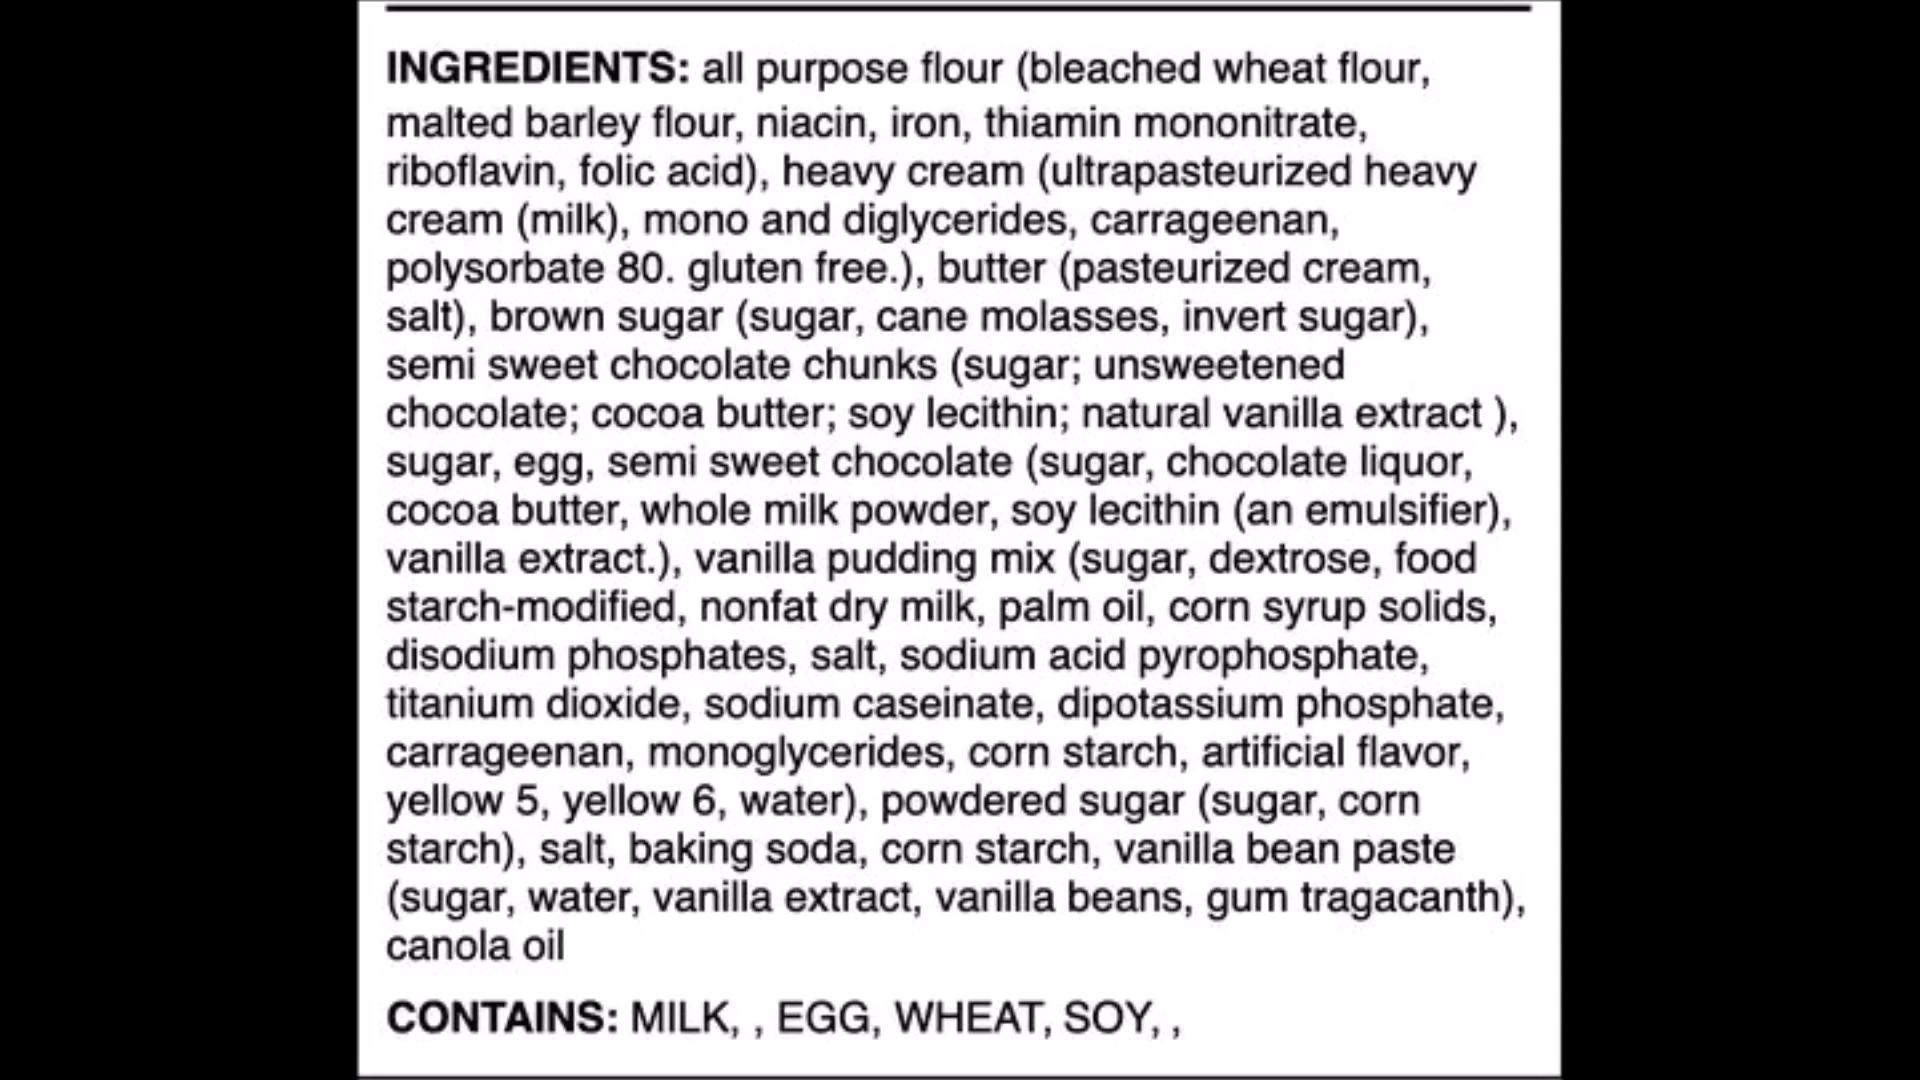 INGREDIENTS: all purpose flour (bleached wheat flour,
malted barley flour, niacin, iron, thiamin mononitrate,
riboflavin, folic acid), heavy cream (ultrapasteurized heavy
cream (milk), mono and diglycerides, carrageenan,
polysorbate 80. gluten free.), butter (pasteurized cream,
salt), brown sugar (sugar, cane molasses, invert sugar),
semi sweet chocolate chunks (sugar; unsweetened
chocolate; cocoa butter; soy lecithin; natural vanilla extract ),
sugar, egg, semi sweet chocolate (sugar, chocolate liquor,
cocoa butter, whole milk powder, soy lecithin (an emulsifier),
vanilla extract.), vanilla pudding mix (sugar, dextrose, food
starch-modified, nonfat dry milk, palm oil, corn syrup solids,
disodium phosphates, salt, sodium acid pyrophosphate,
titanium dioxide, sodium caseinate, dipotassium phosphate,
carrageenan, monoglycerides, corn starch, artificial flavor,
yellow 5, yellow 6, water), powdered sugar (sugar, corn
starch), salt, baking soda, corn starch, vanilla bean paste
(sugar, water, vanilla extract, vanilla beans, gum tragacanth),
canola oil
CONTAINS: MILK, , EGG, WHEAT, SOY, ,